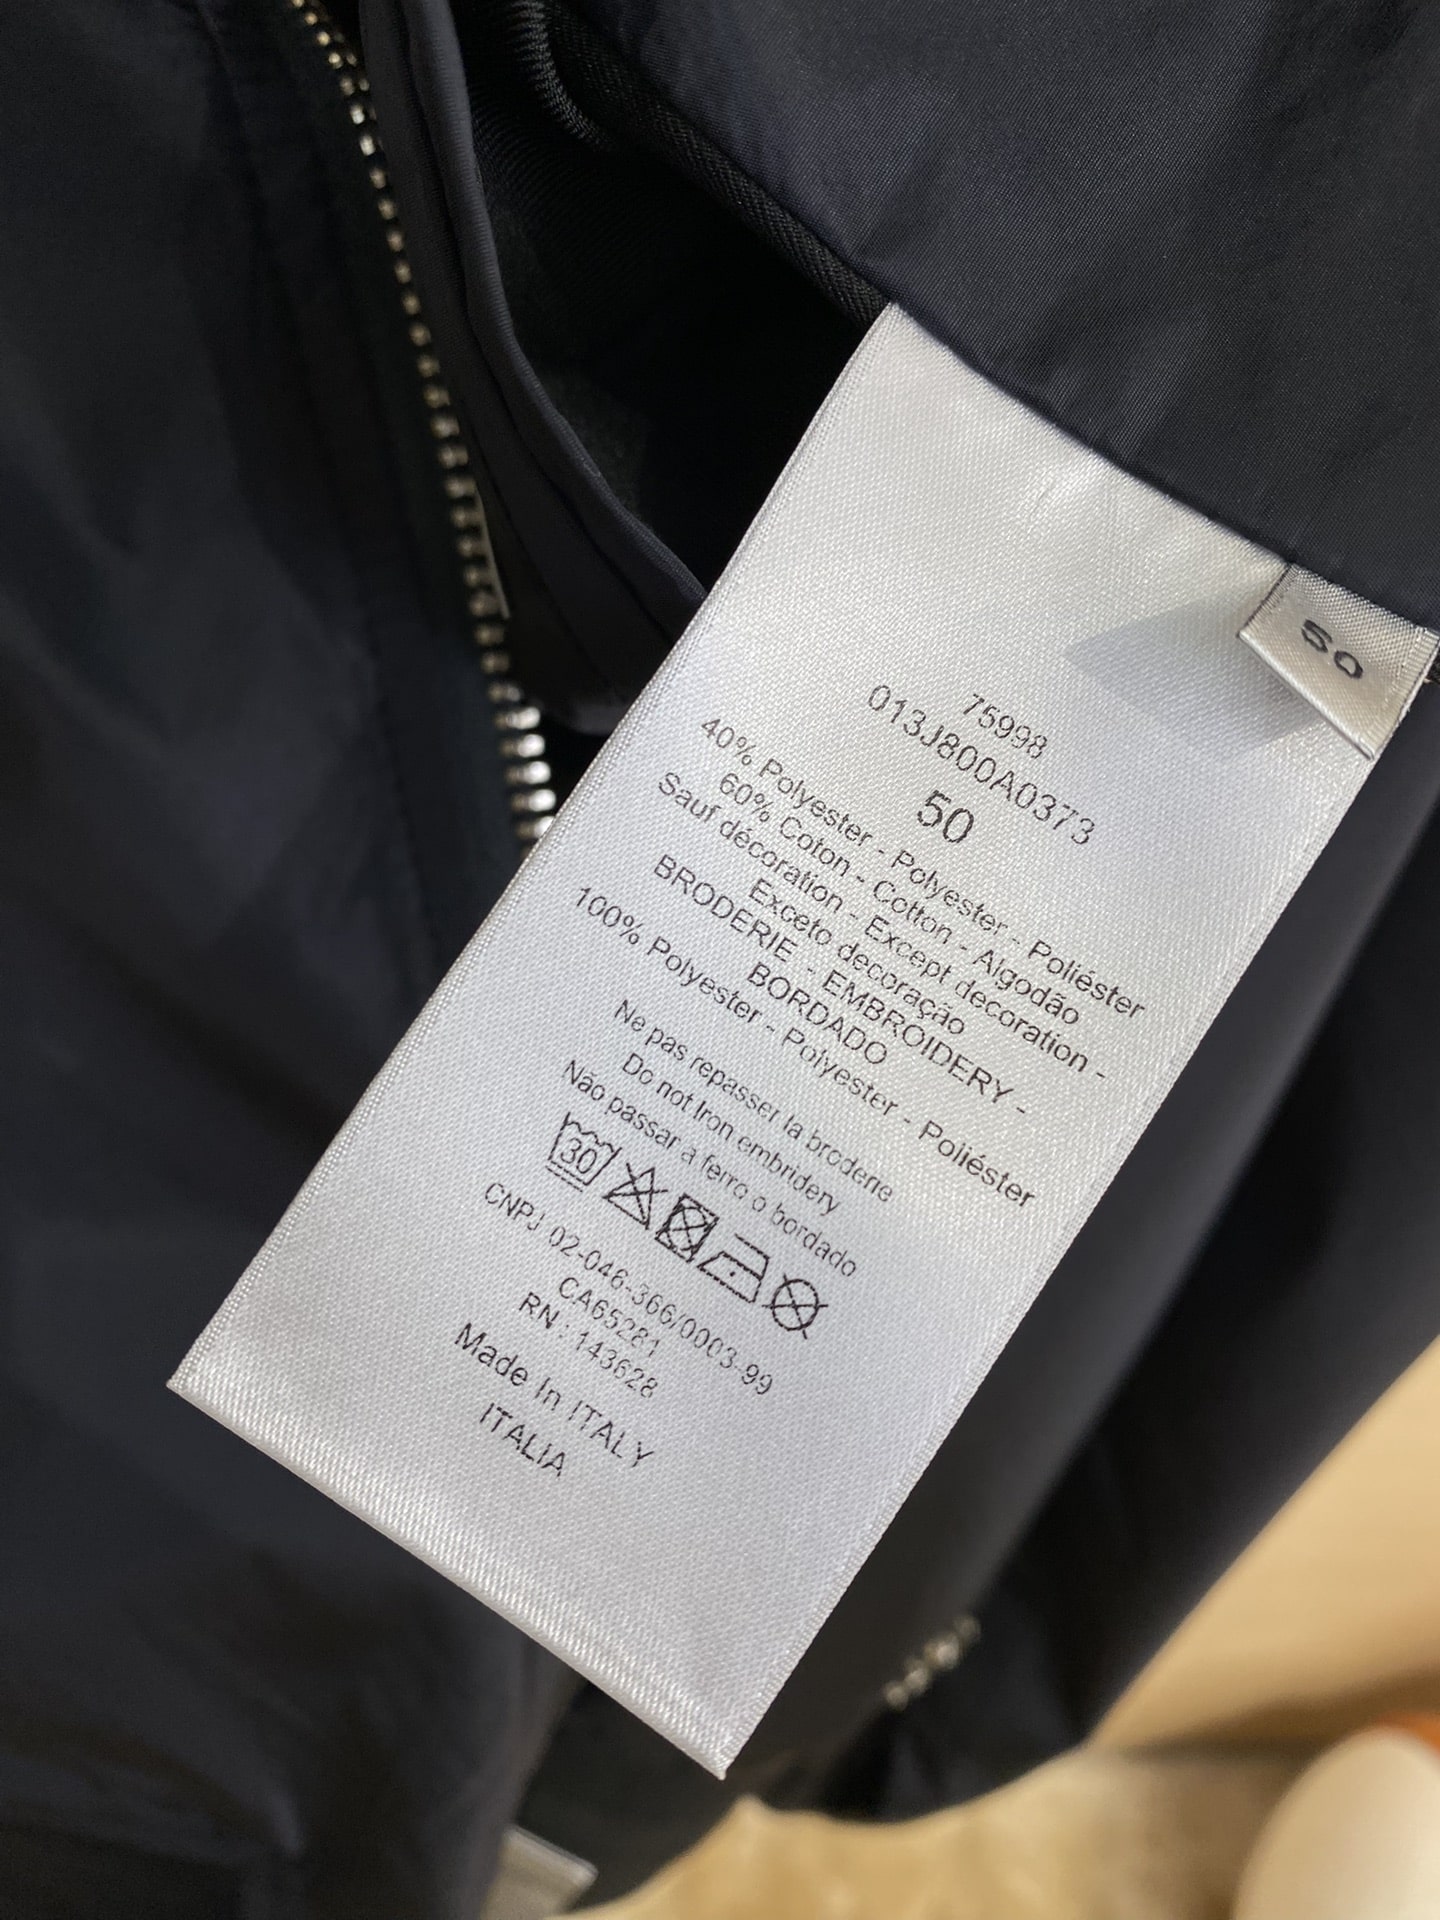 75998
013J800A0373
50
40% Polyester - Polyester - Poliéster
60% Coton - Cotton - Algodão
Sauf décoration - Except decoration -
Exceto decoração
BRODERIE - EMBROIDERY -
BORDADO
100% Polyester - Polyester - Poliéster
Ne pas repasser la broderie
Do not Iron embridery
Não passar a ferro o bordado
30
CNPJ 02-046-366/0003-99
CA65281
RN : 143628
Made In ITALY
ITALIA
50